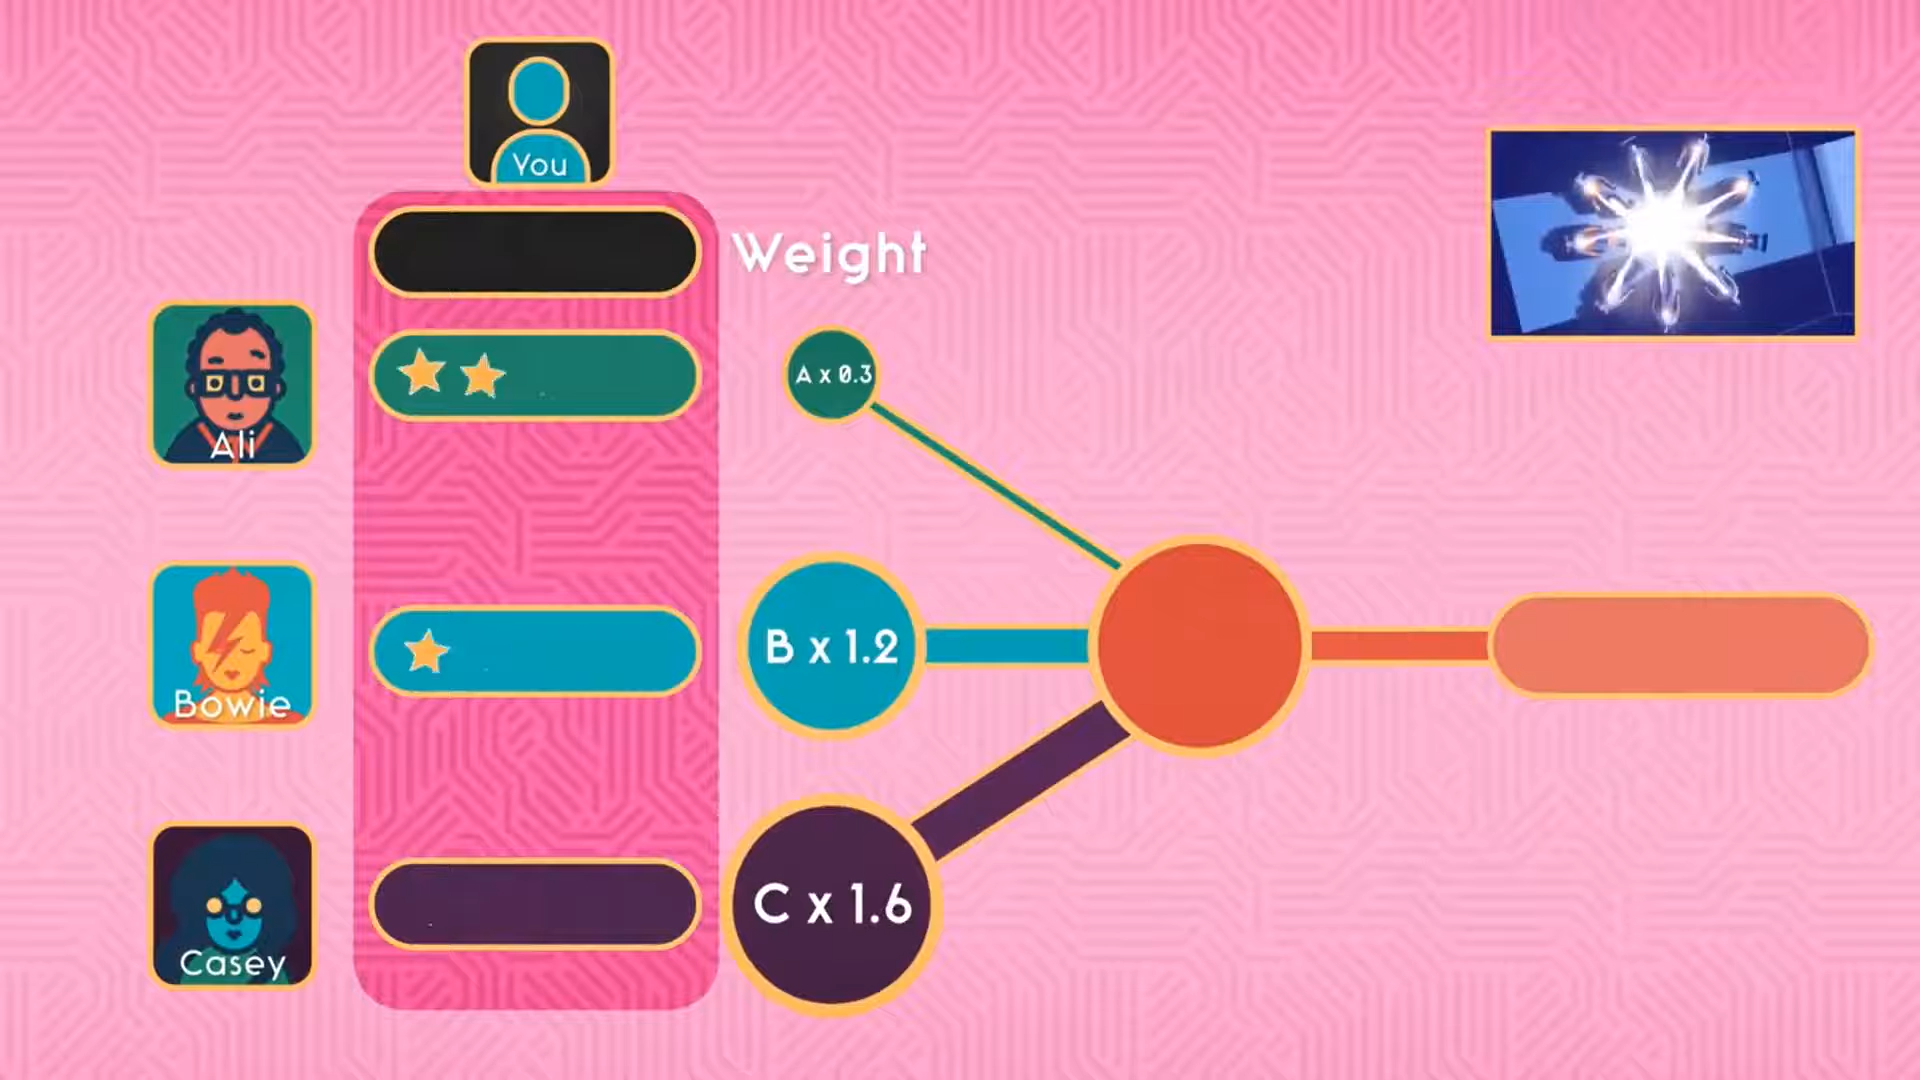 You
Weight
Ali
A x 0.3
Bowie
B x 1.2
Casey
C x 1.6